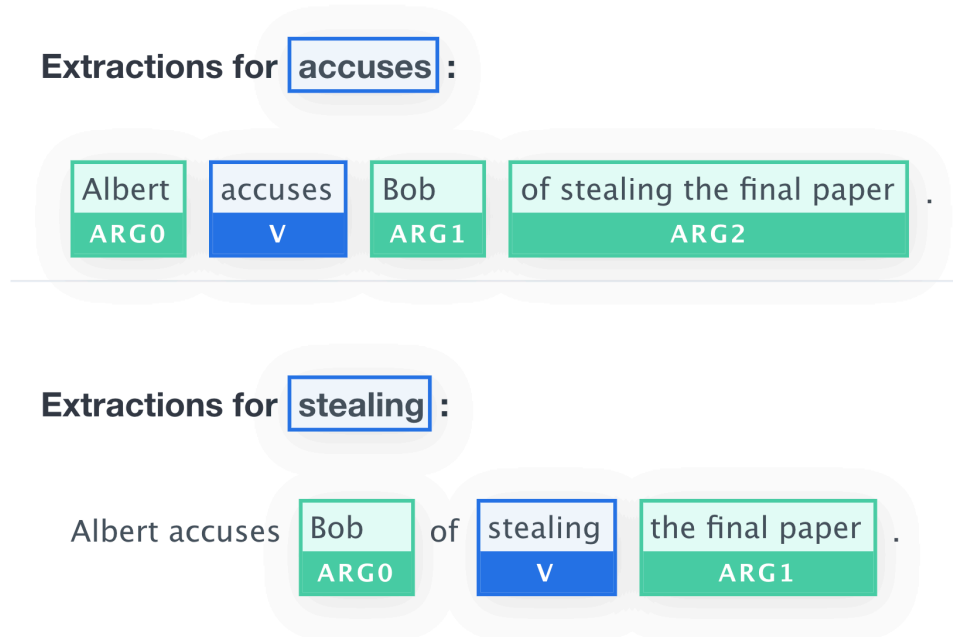 Extractions for accuses :
Albert accuses Bob of stealing the final paper .
ARG0 V ARG1 ARG2
Extractions for stealing :
Albert accuses Bob of stealing the final paper .
ARG0 V ARG1